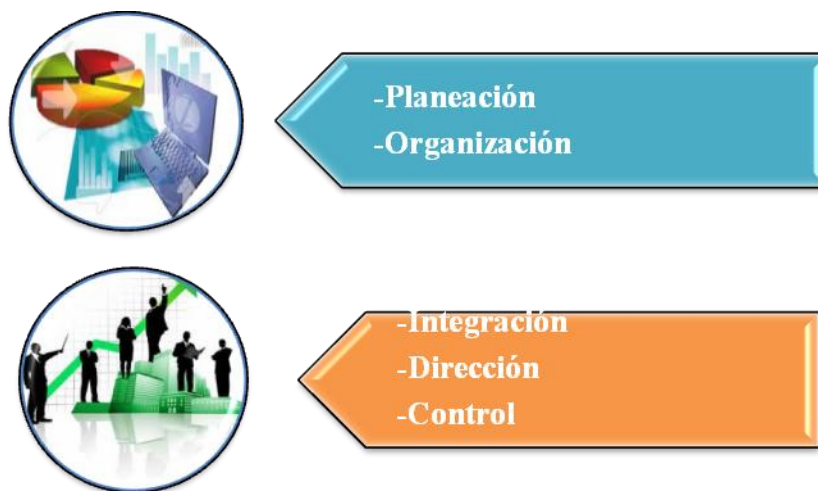 -Planeación
-Organización
-Integración
-Dirección
-Control